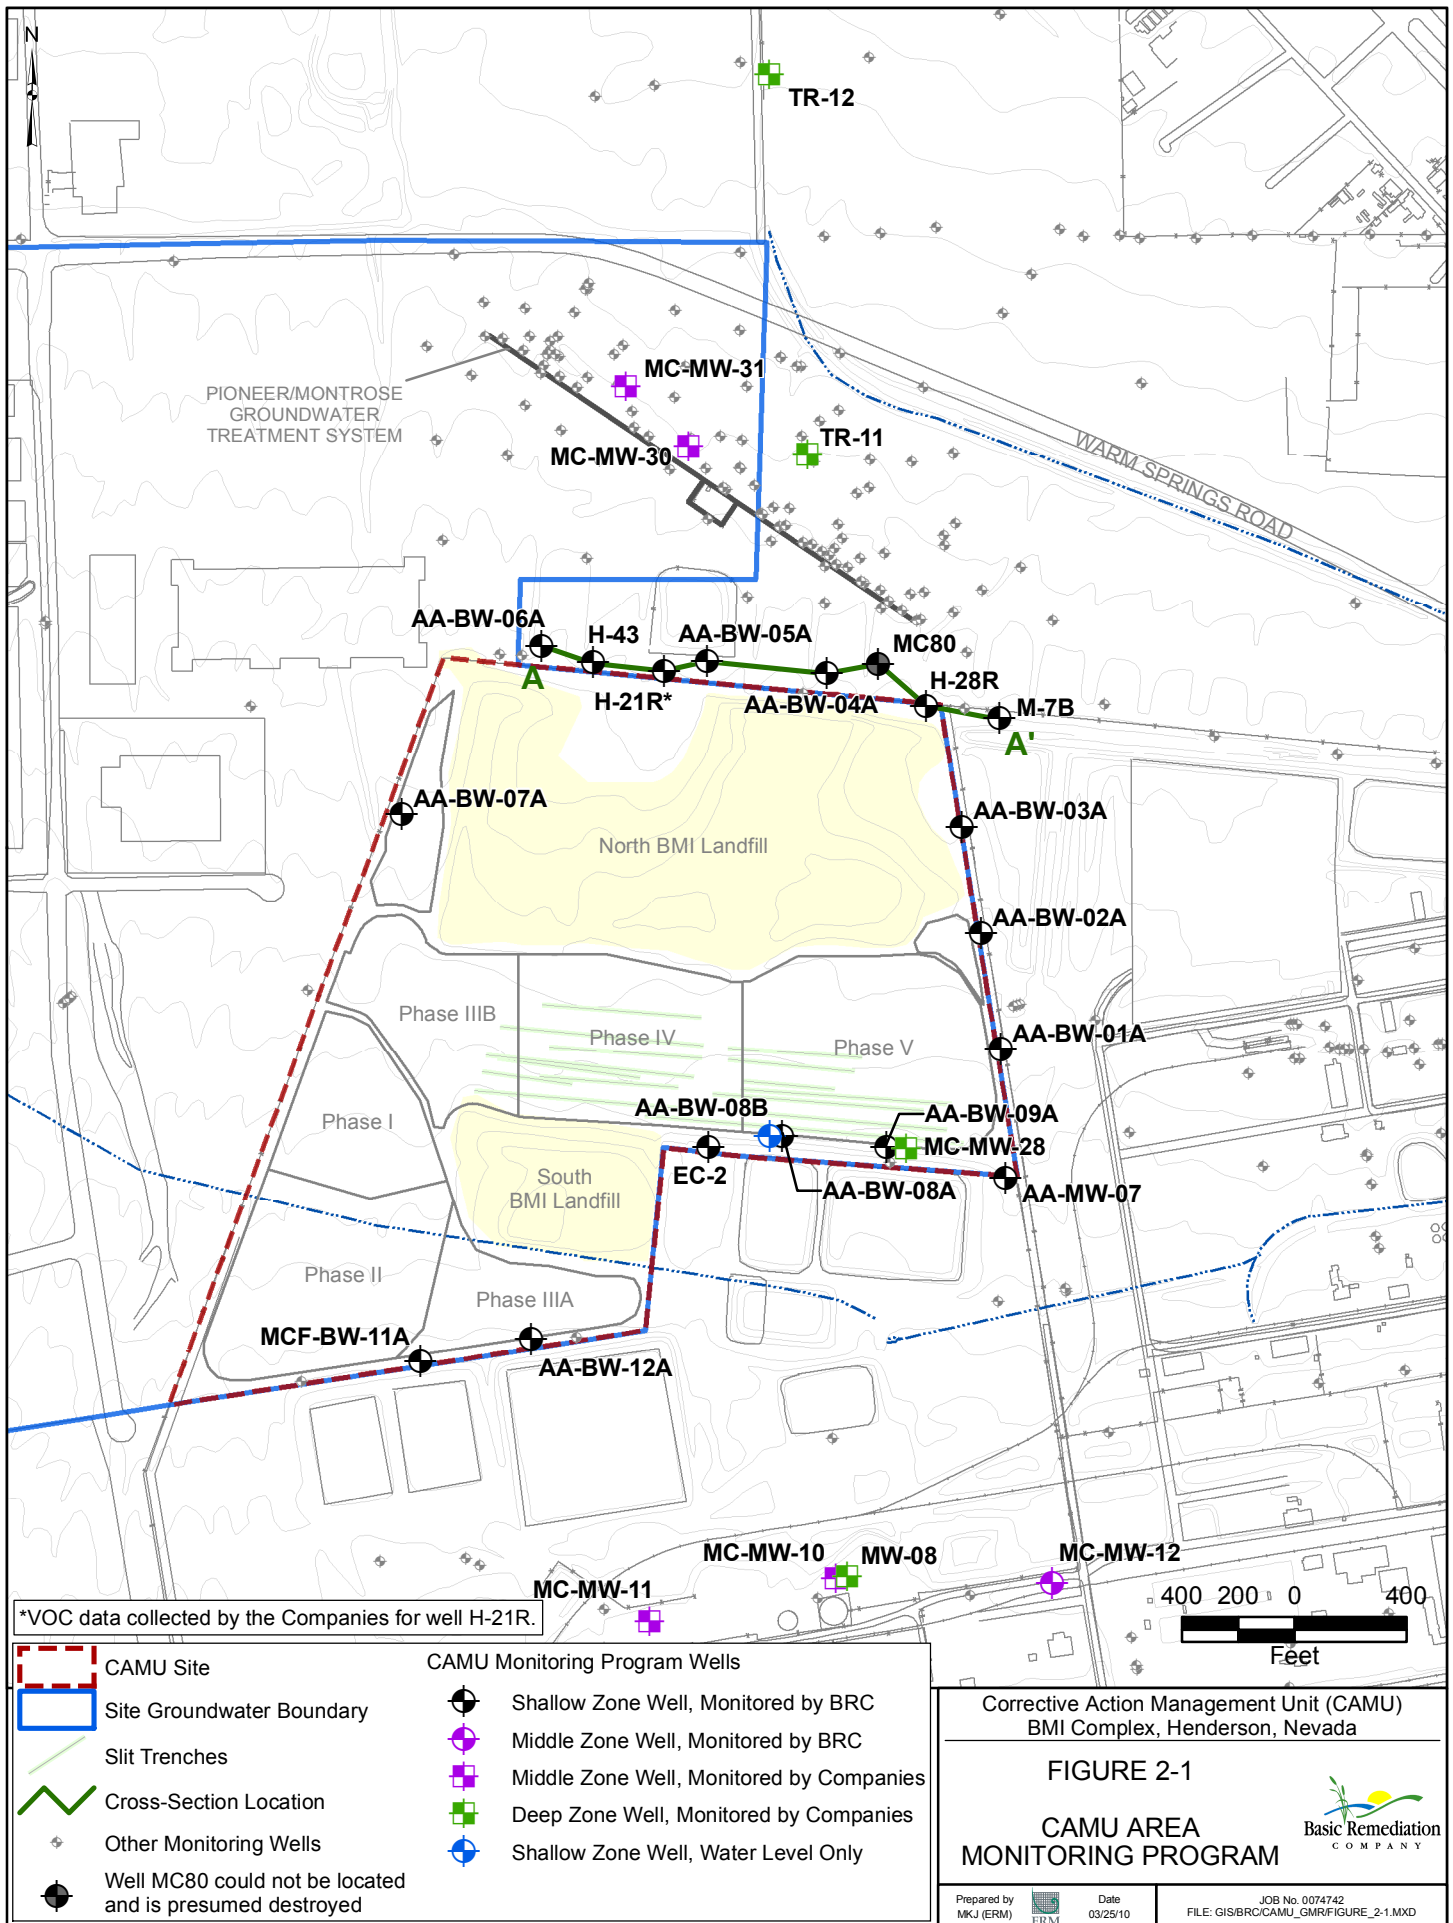 N
TR-12
MC-MW-31
PIONEER/MONTROSE
GROUNDWATER
TREATMENT SYSTEM
TR-11
MC-MW-30
WARM SPRINGS ROAD
AA-BW-06A
H-43
AA-BW-05A
MC80
A
H-21R*
AA-BW-04A
H-28R
M-7B
A'
AA-BW-07A
AA-BW-03A
North BMI Landfill
AA-BW-02A
Phase IIIB
Phase IV
Phase V
AA-BW-01A
Phase I
AA-BW-08B
AA-BW-09A
MC-MW-28
South
BMI Landfill
EC-2
AA-BW-08A
AA-MW-07
Phase II
Phase IIIA
MCF-BW-11A
AA-BW-12A
MC-MW-10
MW-08
MC-MW-12
MC-MW-11
400 200 0 400
Feet
*VOC data collected by the Companies for well H-21R.
CAMU Site
Site Groundwater Boundary
Slit Trenches
Cross-Section Location
Other Monitoring Wells
Well MC80 could not be located
and is presumed destroyed
CAMU Monitoring Program Wells
Shallow Zone Well, Monitored by BRC
Middle Zone Well, Monitored by BRC
Middle Zone Well, Monitored by Companies
Deep Zone Well, Monitored by Companies
Shallow Zone Well, Water Level Only
Corrective Action Management Unit (CAMU)
BMI Complex, Henderson, Nevada
FIGURE 2-1
CAMU AREA
MONITORING PROGRAM
Basic Remediation
COMPANY
Prepared by
MKJ (ERM)
ERM
Date
03/25/10
JOB No. 0074742
FILE: GIS/BRC/CAMU_GMR/FIGURE_2-1.MXD